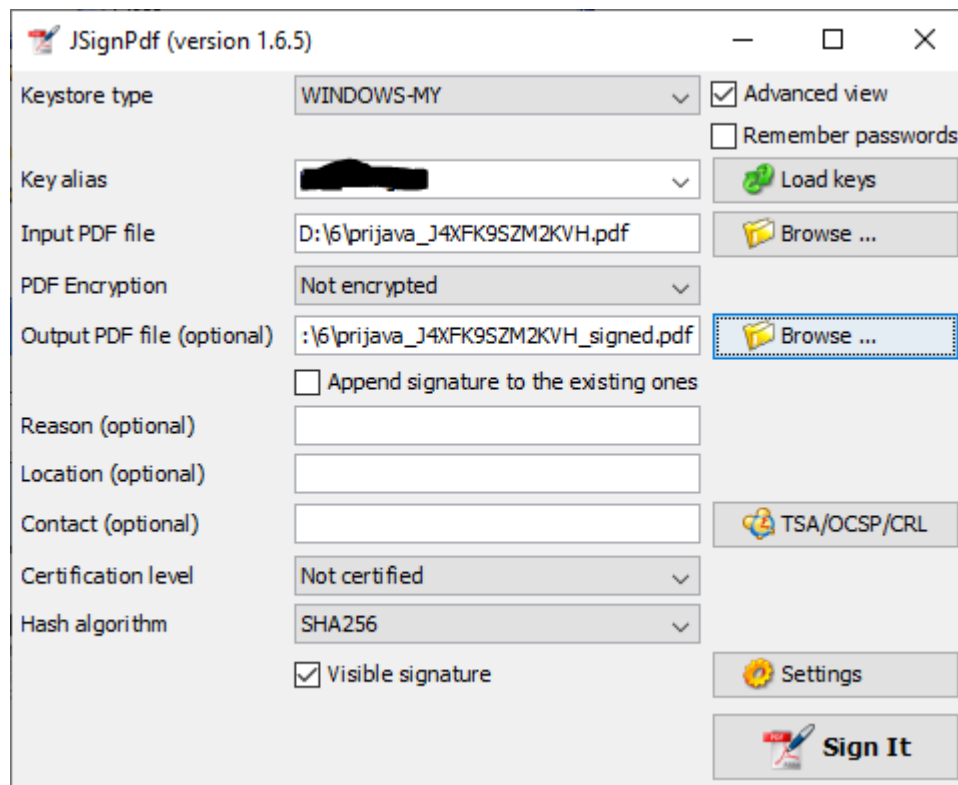 JSignPdf (version 1.6.5)
Keystore type WINDOWS-MY Advanced view
Remember passwords
Key alias Load keys
Input PDF file D:\6\prijava_J4XFK9SZM2KVH.pdf Browse ...
PDF Encryption Not encrypted
Output PDF file (optional) :\6\prijava_J4XFK9SZM2KVH_signed.pdf Browse ...
Append signature to the existing ones
Reason (optional)
Location (optional)
Contact (optional) TSA/OCSP/CRL
Certification level Not certified
Hash algorithm SHA256
Visible signature Settings
Sign It